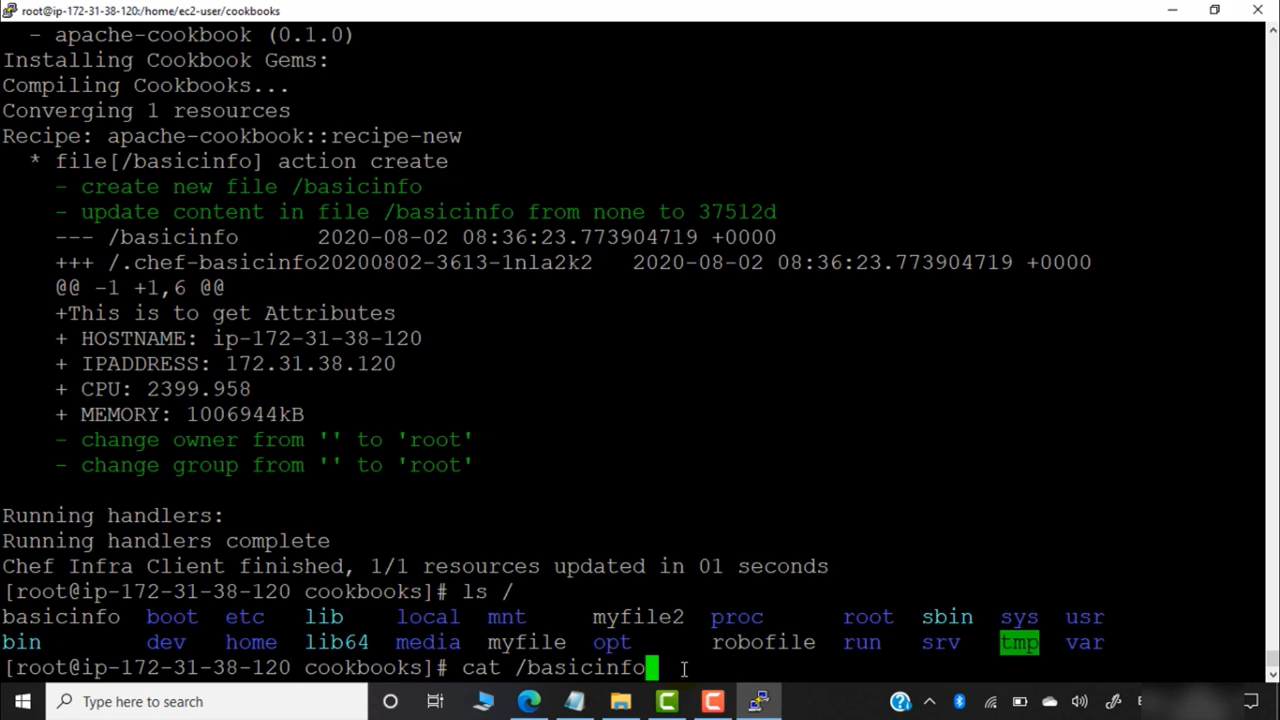 root@ip-172-31-38-120:/home/ec2-user/cookbooks
- apache-cookbook (0.1.0)
Installing Cookbook Gems:
Compiling Cookbooks...
Converging 1 resources
Recipe: apache-cookbook::recipe-new
* file[/basicinfo] action create
- create new file /basicinfo
- update content in file /basicinfo from none to 37512d
--- /basicinfo 2020-08-02 08:36:23.773904719 +0000
+++ /.chef-basicinfo20200802-3613-1nla2k2 2020-08-02 08:36:23.773904719 +0000
@@ -1 +1,6 @@
+This is to get Attributes
+ HOSTNAME: ip-172-31-38-120
+ IPADDRESS: 172.31.38.120
+ CPU: 2399.958
+ MEMORY: 1006944kB
- change owner from '' to 'root'
- change group from '' to 'root'
Running handlers:
Running handlers complete
Chef Infra Client finished, 1/1 resources updated in 01 seconds
[root@ip-172-31-38-120 cookbooks]# ls /
basicinfo boot etc lib local mnt myfile2 proc root sbin sys usr
bin dev home lib64 media myfile opt robofile run srv tmp var
[root@ip-172-31-38-120 cookbooks]# cat /basicinfo
Type here to search